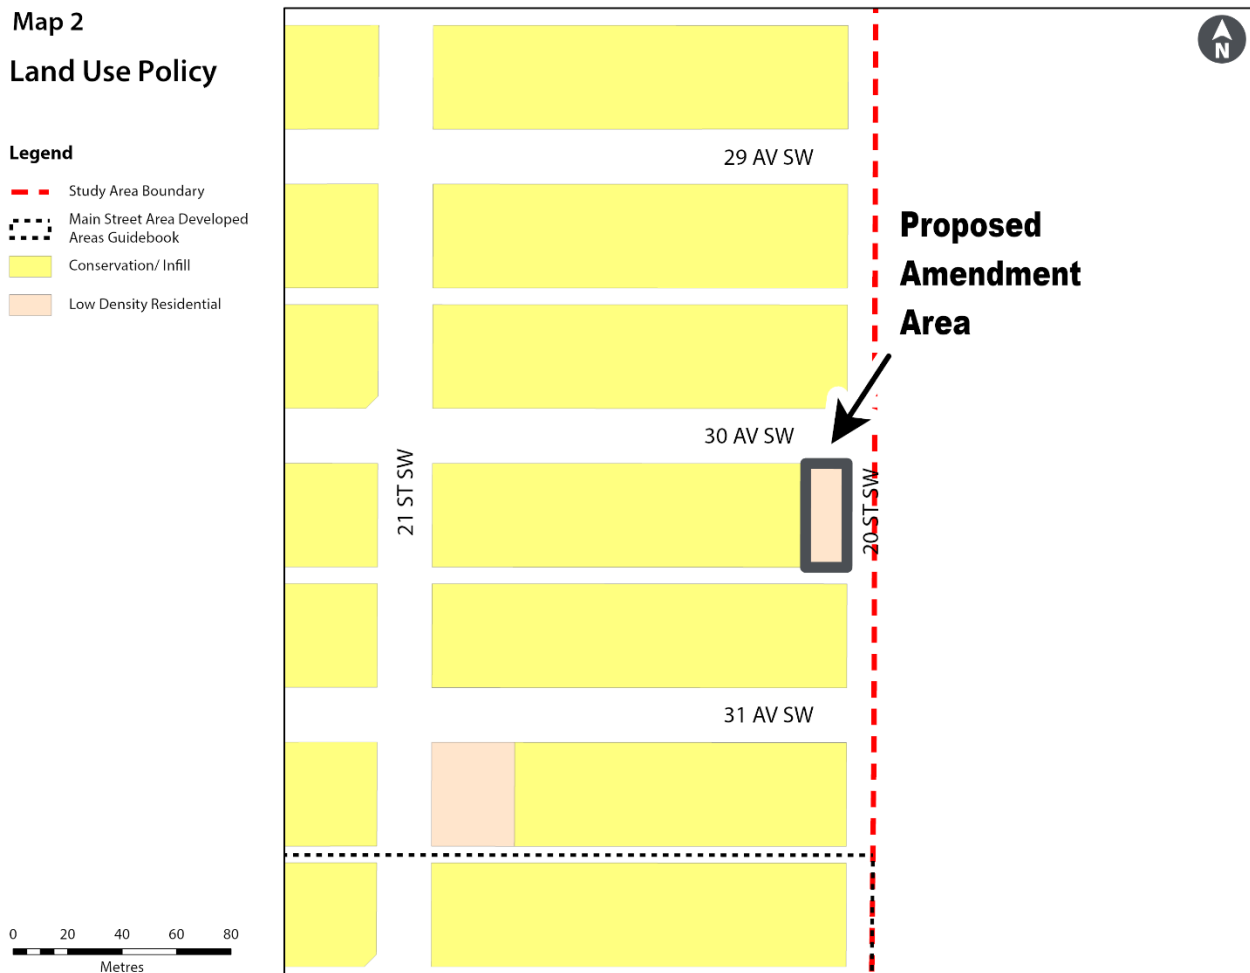 Map 2
Land Use Policy
Legend
Study Area Boundary
Main Street Area Developed
Areas Guidebook
Conservation/ Infill
Low Density Residential
N
29 AV SW
Proposed
Amendment
Area
30 AV SW
21 ST SW
20 ST SW
31 AV SW
0 20 40 60 80
Metres